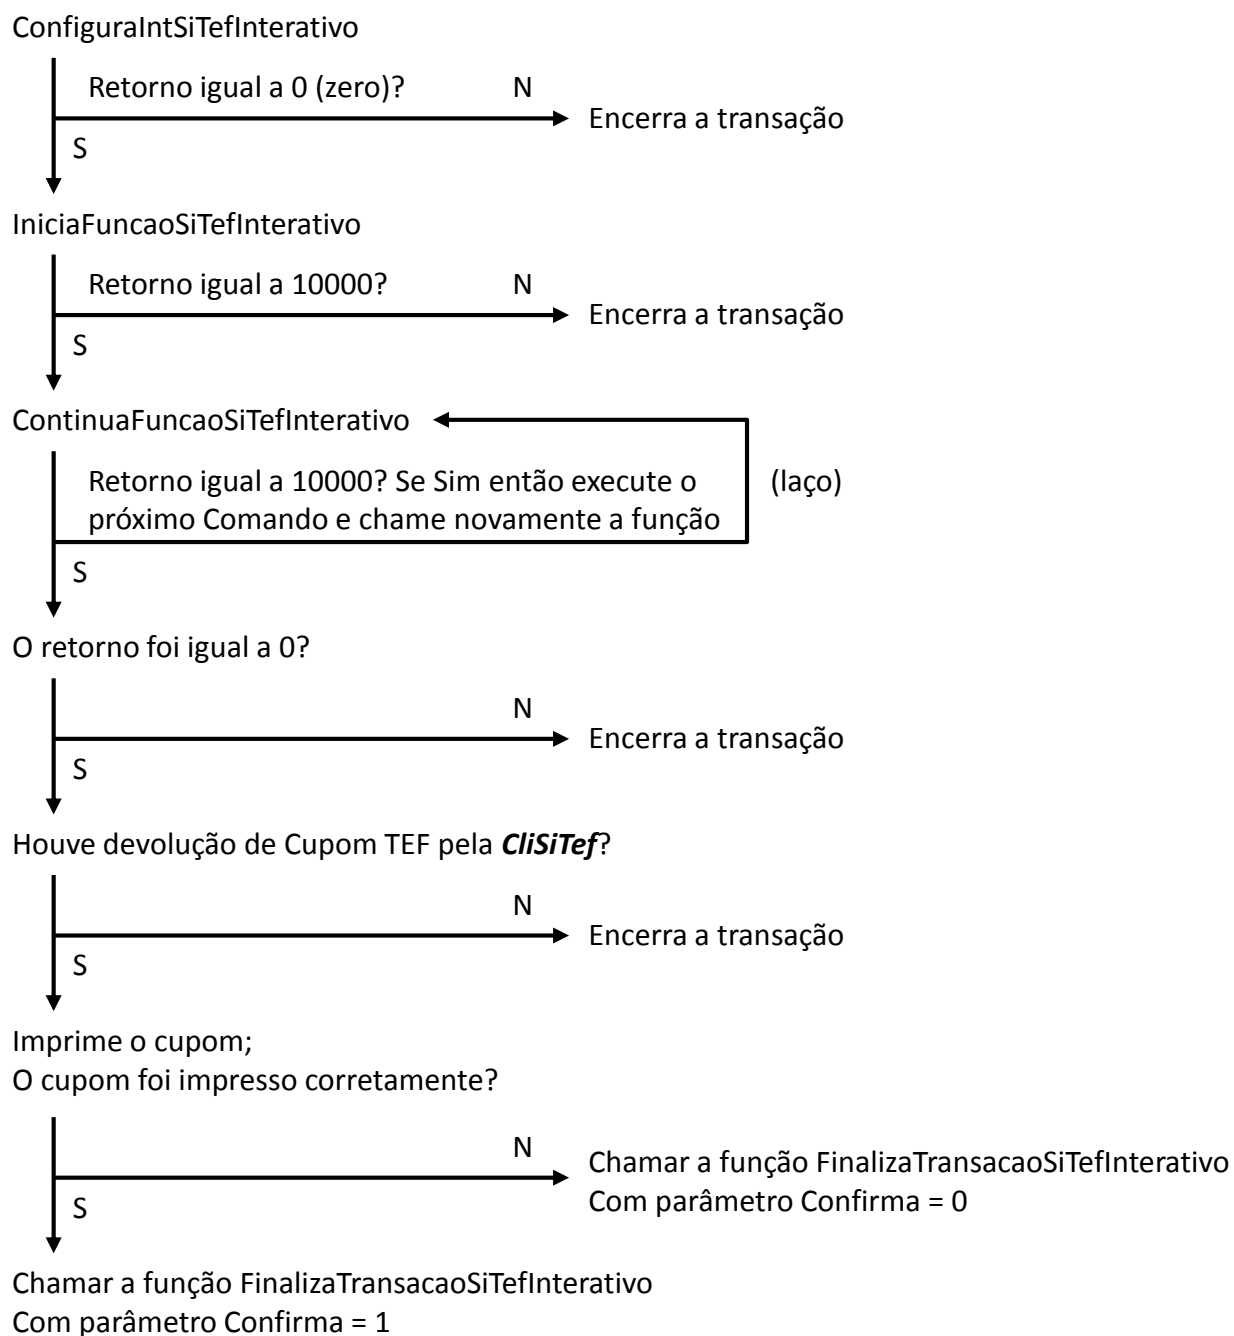 ConfiguraIntSiTefInterativo
Retorno igual a 0 (zero)? N
Encerra a transação
S
IniciaFuncaoSiTefInterativo
Retorno igual a 10000? N
Encerra a transação
S
ContinuaFuncaoSiTefInterativo
Retorno igual a 10000? Se Sim então execute o (laço)
próximo Comando e chame novamente a função
S
O retorno foi igual a 0?
N
Encerra a transação
S
Houve devolução de Cupom TEF pela CliSiTef?
N
Encerra a transação
S
Imprime o cupom;
O cupom foi impresso corretamente?
N
Chamar a função FinalizaTransacaoSiTefInterativo
Com parâmetro Confirma = 0
S
Chamar a função FinalizaTransacaoSiTefInterativo
Com parâmetro Confirma = 1